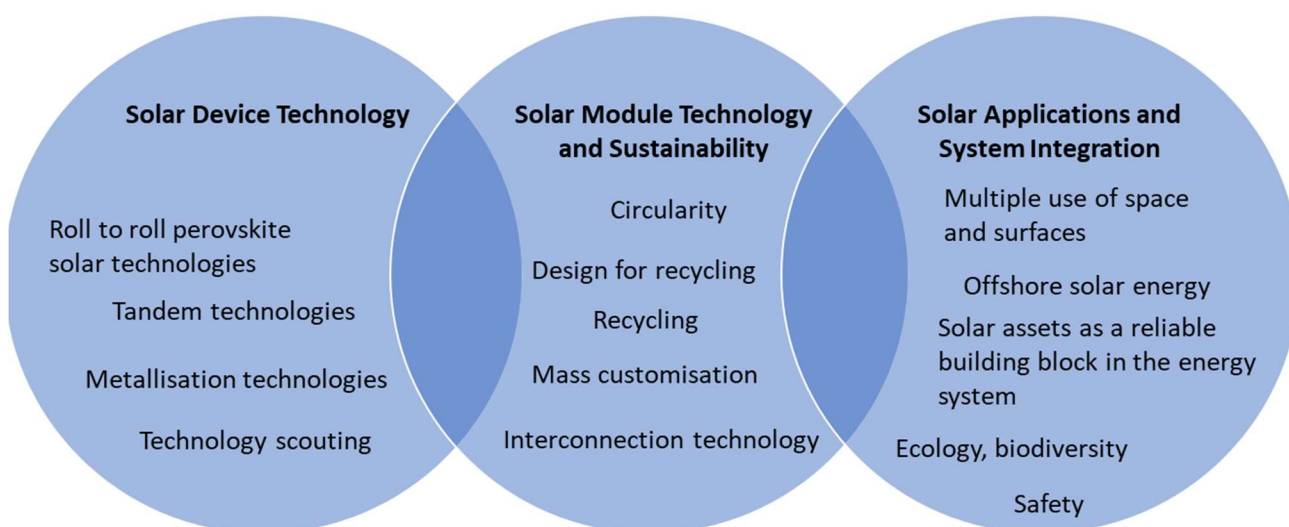 Solar Device Technology
Roll to roll perovskite
solar technologies
Tandem technologies
Metallisation technologies
Technology scouting
Solar Module Technology
and Sustainability
Circularity
Design for recycling
Recycling
Mass customisation
Interconnection technology
Solar Applications and
System Integration
Multiple use of space
and surfaces
Offshore solar energy
Solar assets as a reliable
building block in the energy
system
Ecology, biodiversity
Safety